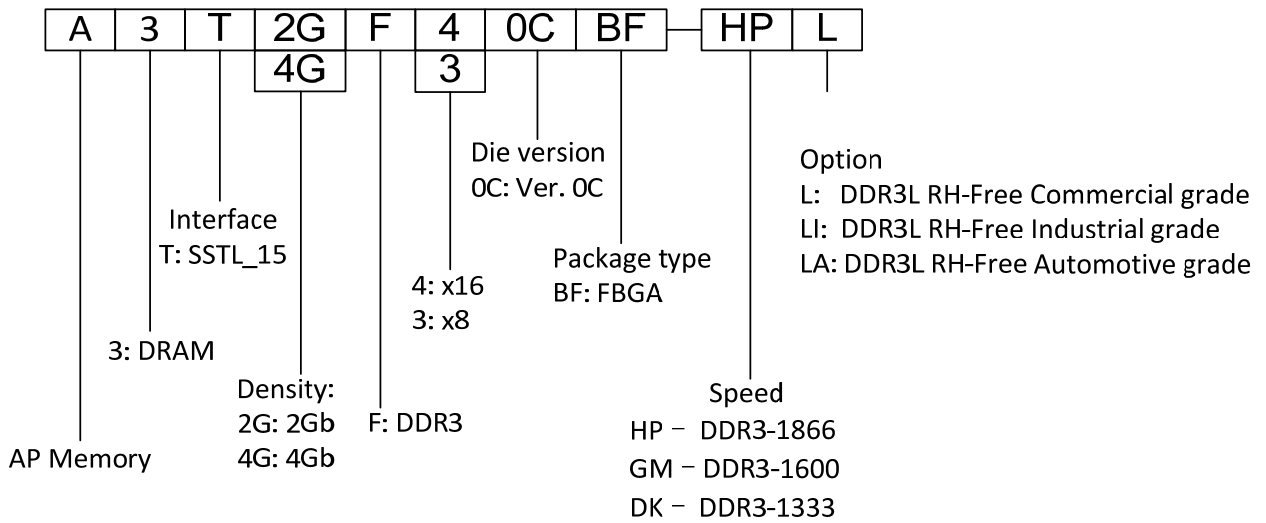 A 3 T 2G F 4 0C BF HP L
4G 3
Die version
0C: Ver. 0C
Option
L: DDR3L RH-Free Commercial grade
LI: DDR3L RH-Free Industrial grade
LA: DDR3L RH-Free Automotive grade
Interface
T: SSTL_15
Package type
BF: FBGA
4: x16
3: x8
3: DRAM
Density:
2G: 2Gb
4G: 4Gb
F: DDR3
Speed
HP – DDR3-1866
GM – DDR3-1600
DK – DDR3-1333
AP Memory